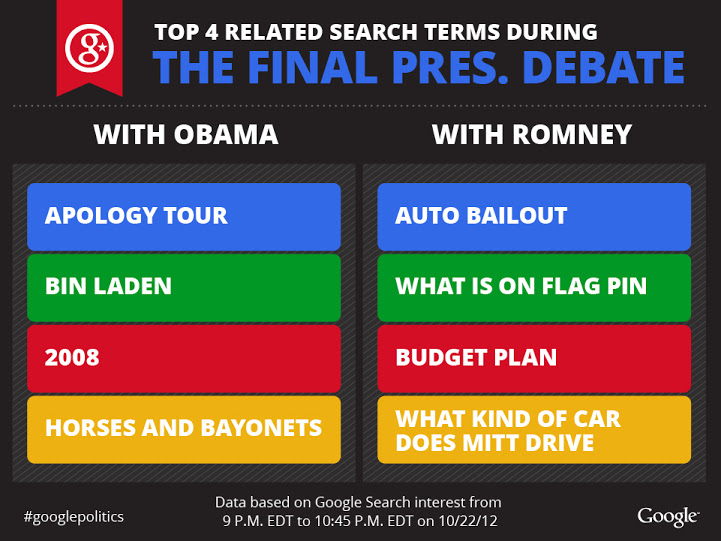 TOP 4 RELATED SEARCH TERMS DURING
THE FINAL PRES. DEBATE
WITH OBAMA
APOLOGY TOUR
BIN LADEN
2008
HORSES AND BAYONETS
WITH ROMNEY
AUTO BAILOUT
WHAT IS ON FLAG PIN
BUDGET PLAN
WHAT KIND OF CAR
DOES MITT DRIVE
#googlepolitics
Data based on Google Search interest from
9 P.M. EDT to 10:45 P.M. EDT on 10/22/12
Google